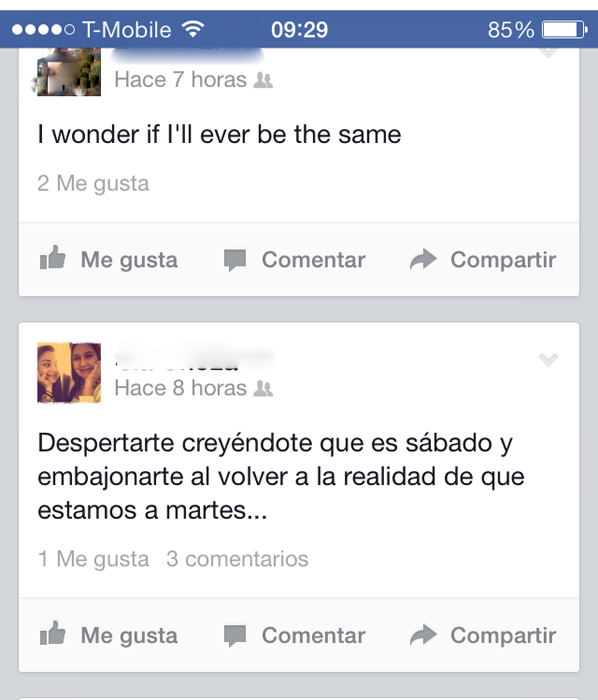 T-Mobile 09:29 85%
Hace 7 horas
I wonder if I'll ever be the same
2 Me gusta
Me gusta Comentar Compartir
Hace 8 horas
Despertarte creyéndote que es sábado y
embajonarte al volver a la realidad de que
estamos a martes...
1 Me gusta 3 comentarios
Me gusta Comentar Compartir